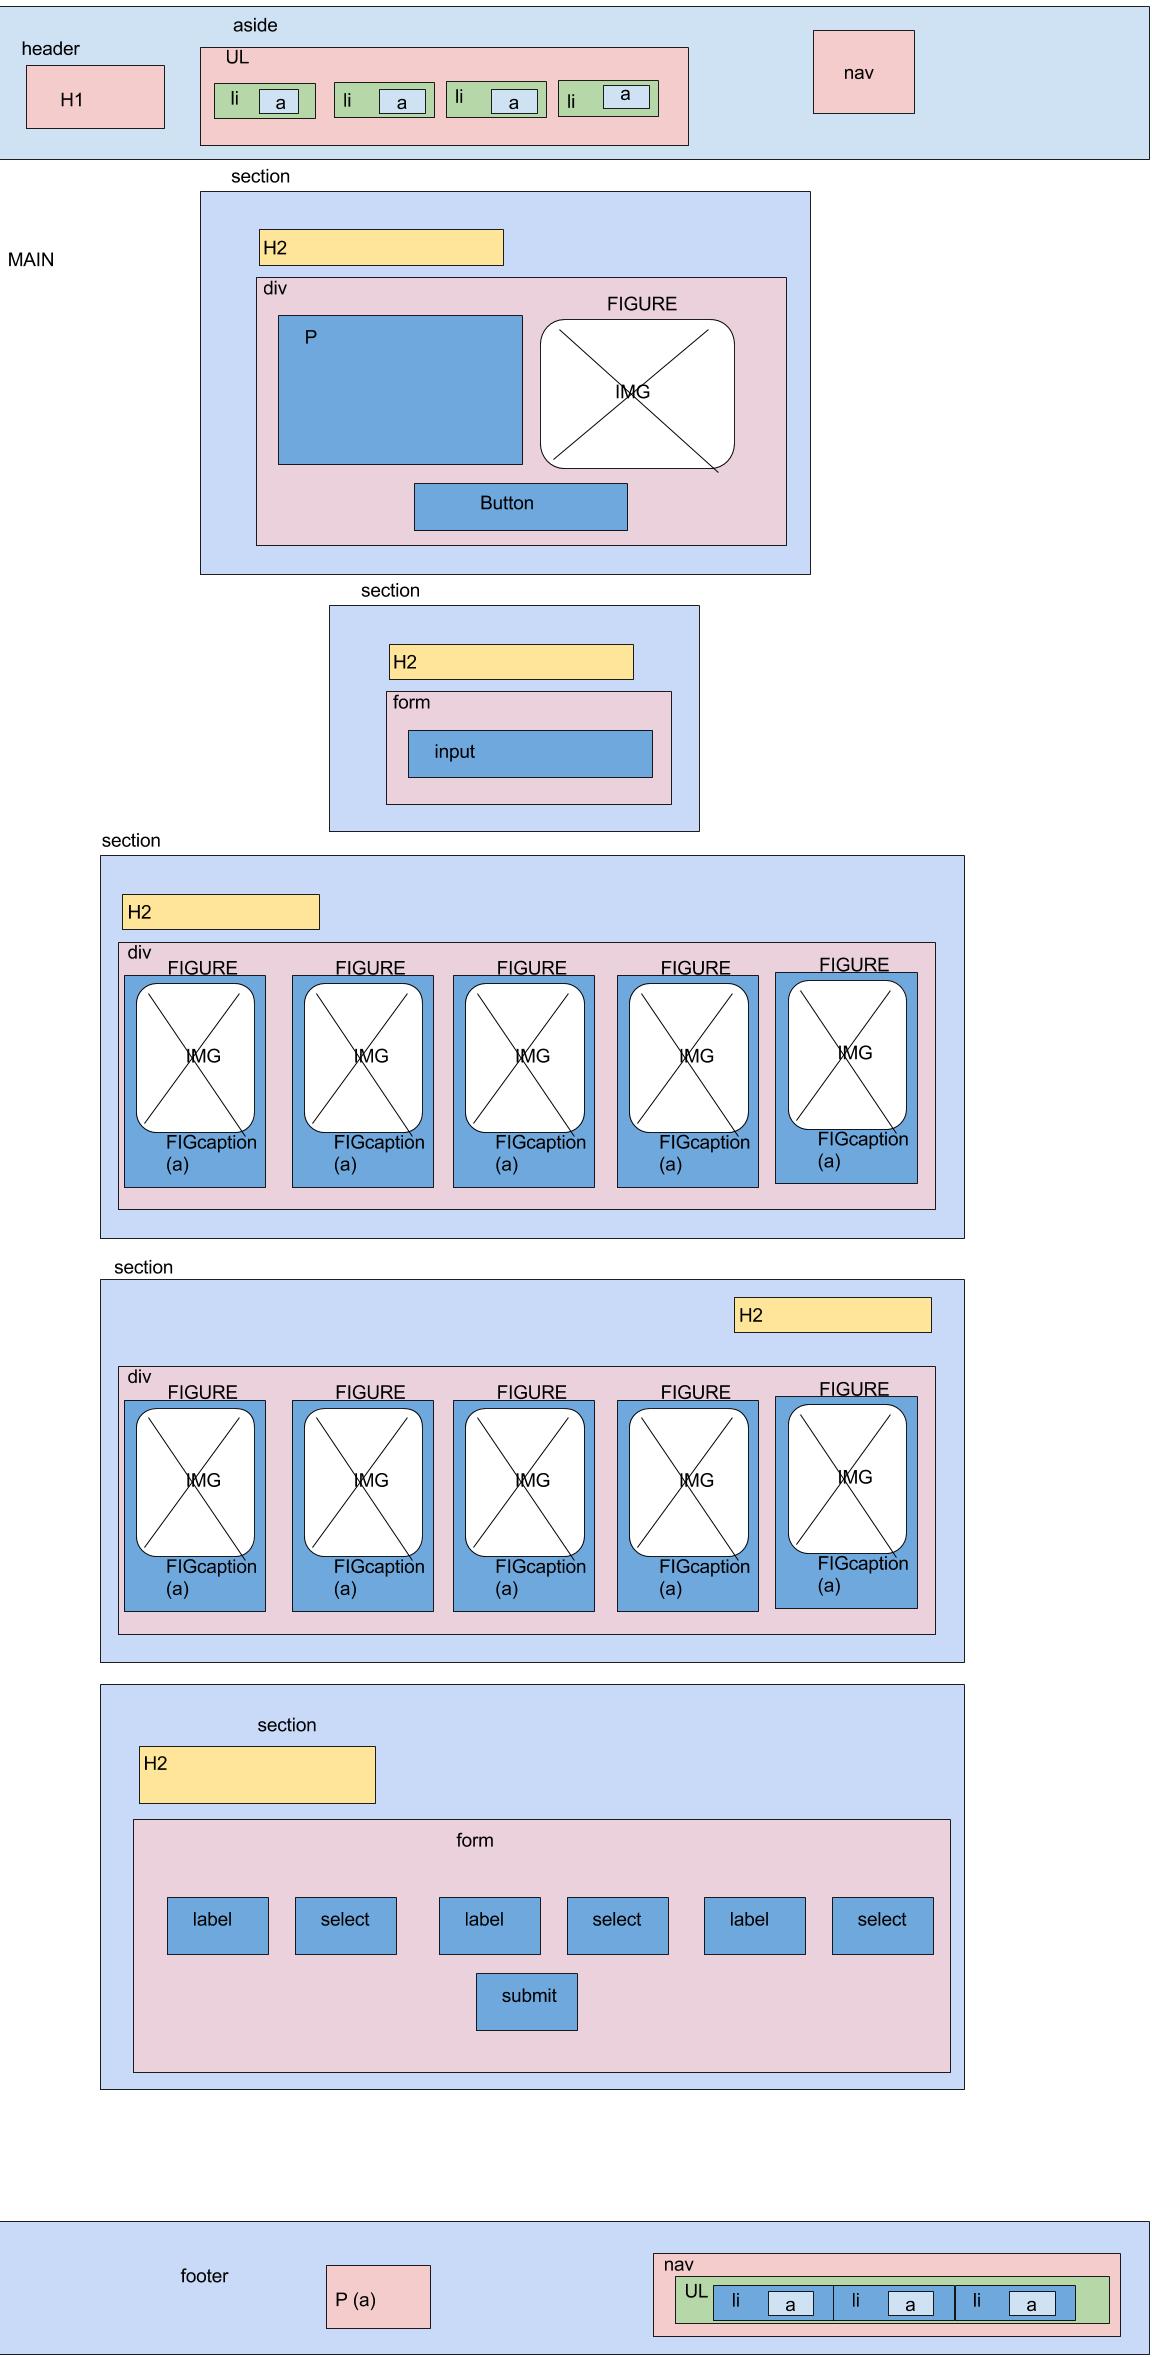 aside
header
UL
H1
li
a
li
a
li
a
li
a
nav
section
MAIN
H2
div
FIGURE
P
IMG
Button
section
H2
form
input
section
H2
div
FIGURE
FIGURE
FIGURE
FIGURE
FIGURE
IMG
IMG
IMG
IMG
IMG
FIGcaption
(a)
FIGcaption
(a)
FIGcaption
(a)
FIGcaption
(a)
FIGcaption
(a)
section
H2
div
FIGURE
FIGURE
FIGURE
FIGURE
FIGURE
IMG
IMG
IMG
IMG
IMG
FIGcaption
(a)
FIGcaption
(a)
FIGcaption
(a)
FIGcaption
(a)
FIGcaption
(a)
section
H2
form
label
select
label
select
label
select
submit
footer
P (a)
nav
UL
li
a
li
a
li
a